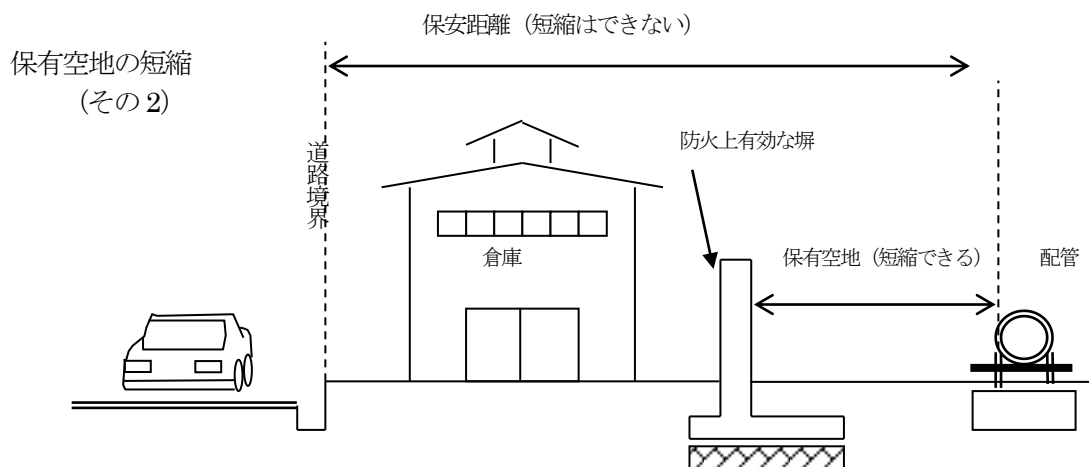 保安距離（短縮はできない）
保有空地の短縮
（その2）
道路境界
防火上有効な塀
倉庫
保有空地（短縮できる）
配管